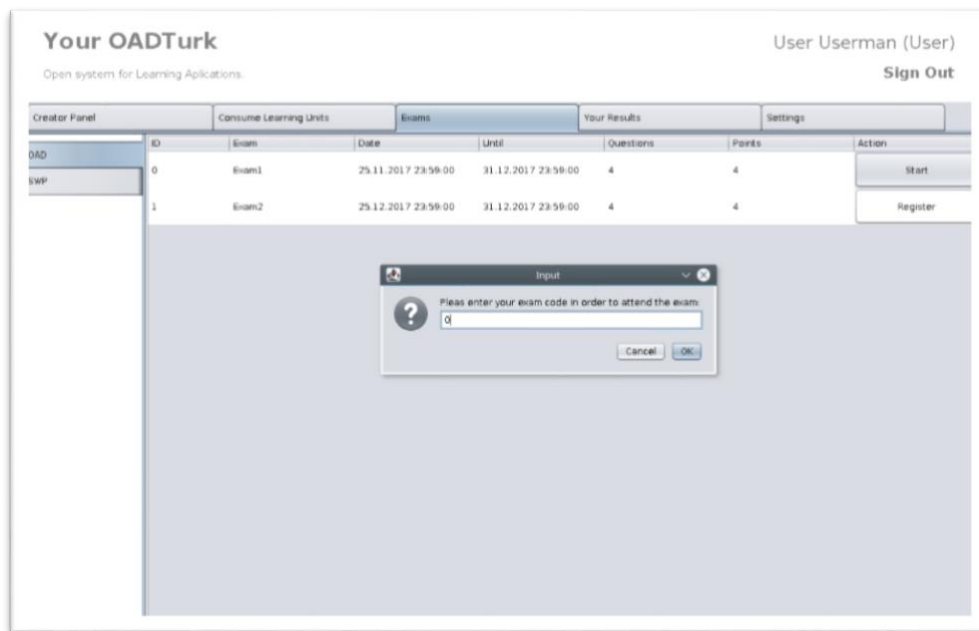 Your OADTurk
User Userman (User)
Open system for Learning Aplications.
Sign Out
Creator Panel Consume Learning Units Exams Your Results Settings
OAD
SWP
ID Exam Date Until Questions Points Action
0 Exam1 25.11.2017 23:59:00 31.12.2017 23:59:00 4 4 Start
1 Exam2 25.12.2017 23:59:00 31.12.2017 23:59:00 4 4 Register
Input
Pleas enter your exam code in order to attend the exam:
0
Cancel OK